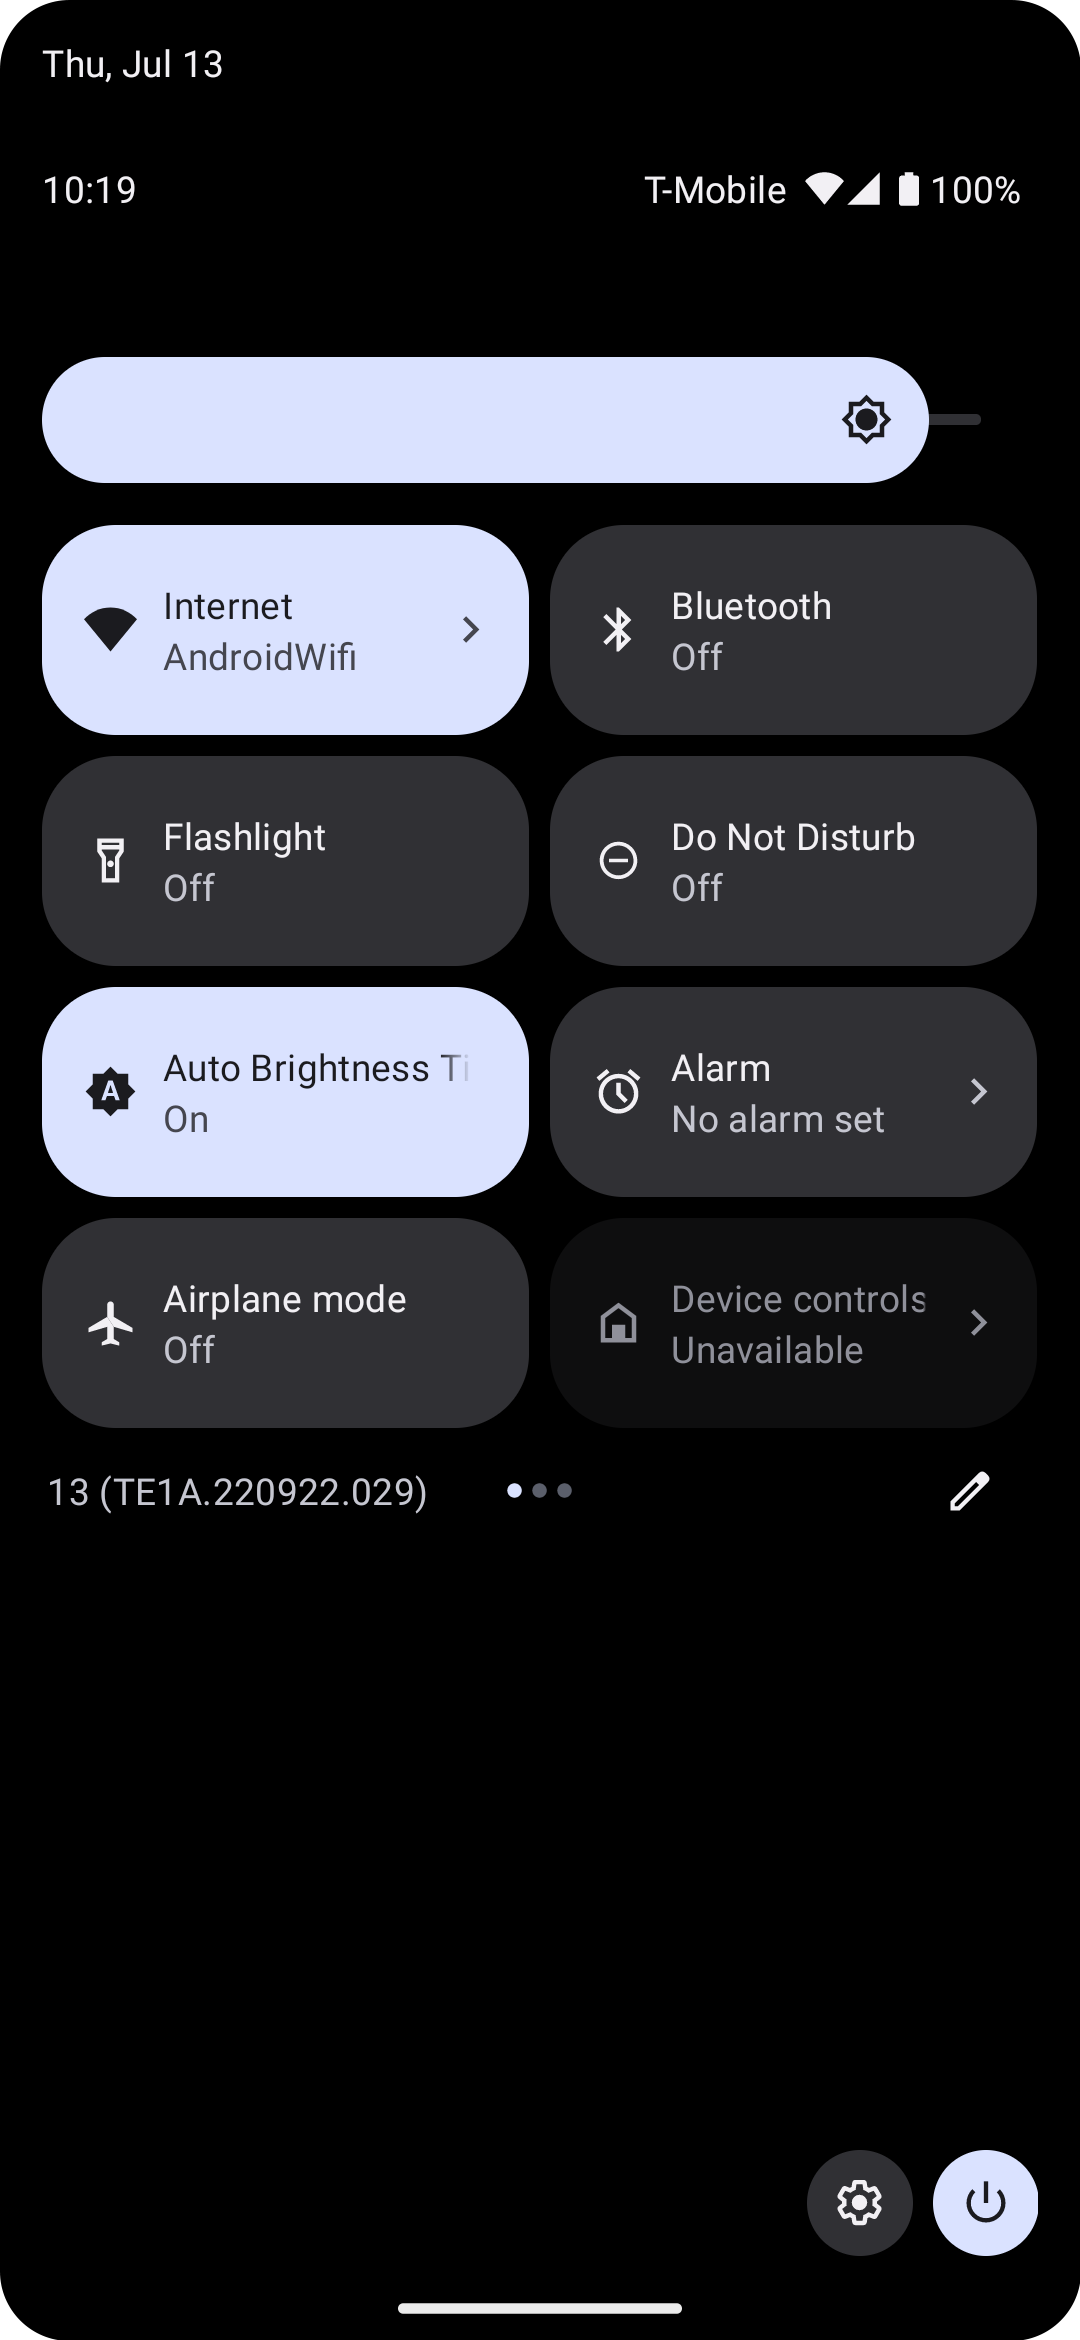 Thu, Jul 13
10:19
T-Mobile 100%
Internet
AndroidWifi
Bluetooth
Off
Flashlight
Off
Do Not Disturb
Off
Auto Brightness Ti
On
Alarm
No alarm set
Airplane mode
Off
Device controls
Unavailable
13 (TE1A.220922.029)